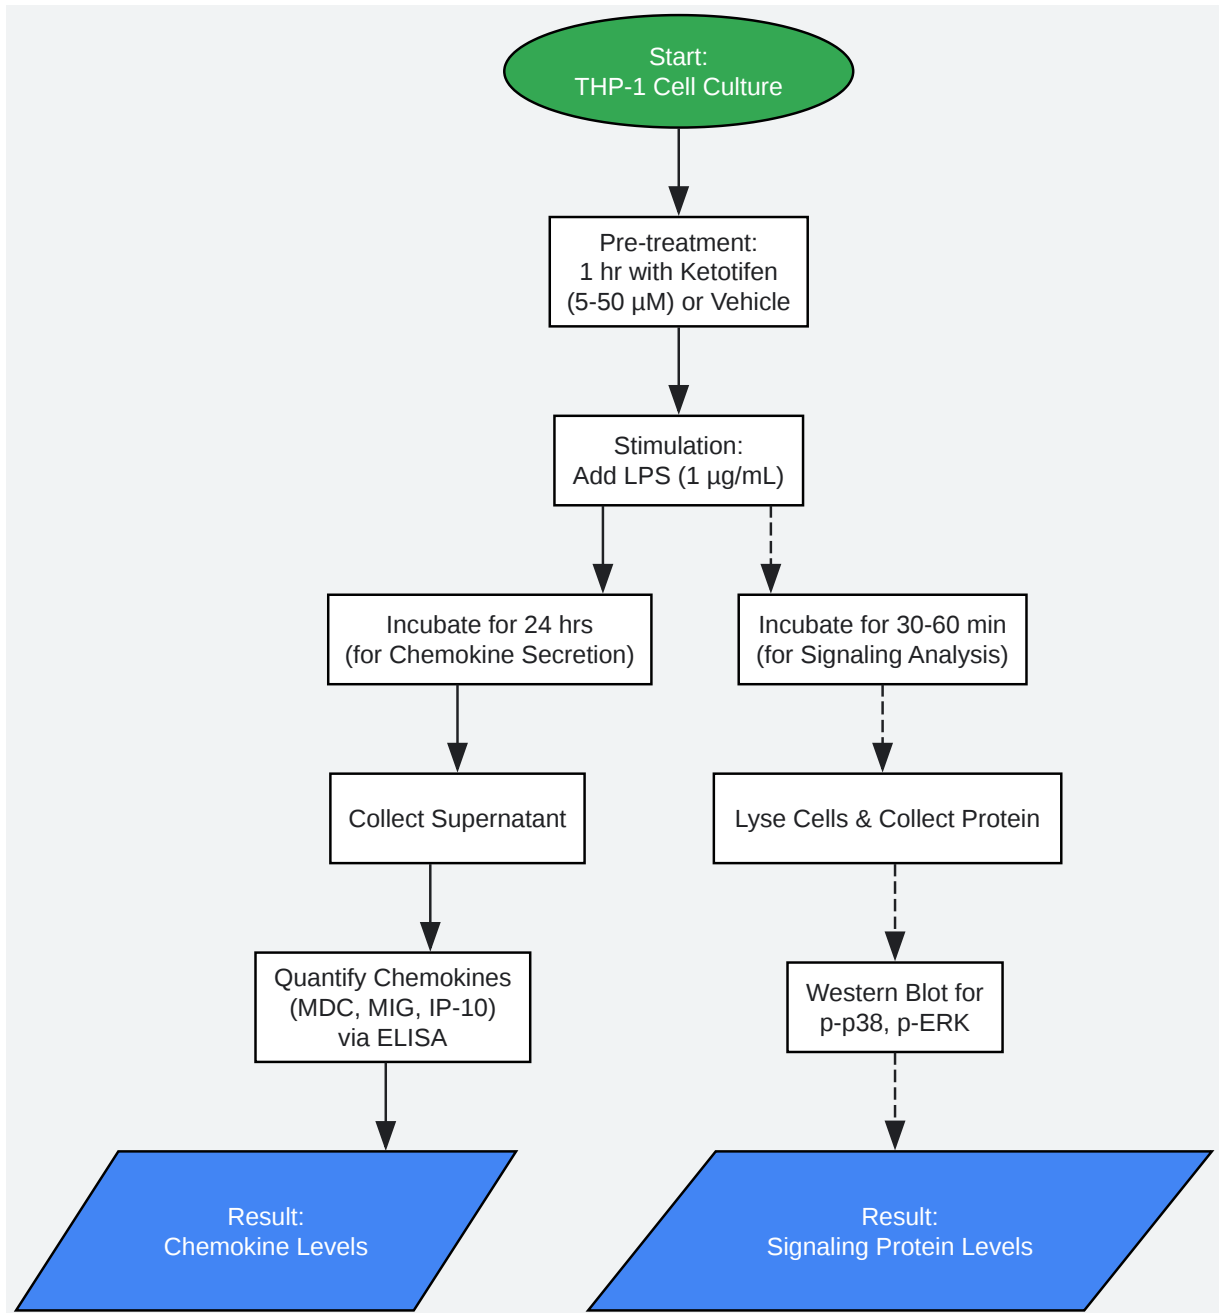 Start:
THP-1 Cell Culture
Pre-treatment:
1 hr with Ketotifen
(5-50 µM) or Vehicle
Stimulation:
Add LPS (1 µg/mL)
Incubate for 24 hrs
(for Chemokine Secretion)
Incubate for 30-60 min
(for Signaling Analysis)
Collect Supernatant
Lyse Cells & Collect Protein
Quantify Chemokines
(MDC, MIG, IP-10)
via ELISA
Western Blot for
p-p38, p-ERK
Result:
Chemokine Levels
Result:
Signaling Protein Levels